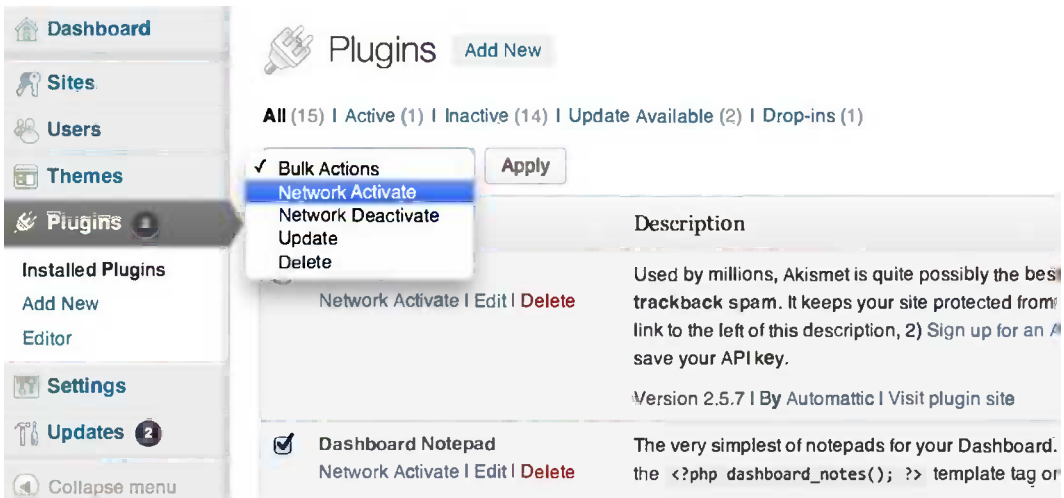 Dashboard
Sites
Users
Themes
Plugins
Installed Plugins
Add New
Editor
Settings
Updates 2
Collapse menu
Plugins Add New
All (15) | Active (1) | Inactive (14) | Update Available (2) | Drop-ins (1)
✓ Bulk Actions Apply
Network Activate
Network Deactivate
Update
Delete
Description
Network Activate | Edit | Delete
Used by millions, Akismet is quite possibly the
trackback spam. It keeps your site protected from
link to the left of this description, 2) Sign up for an
save your API key.
Version 2.5.7 | By Automattic | Visit plugin site
Dashboard Notepad
Network Activate | Edit | Delete
The very simplest of notepads for your Dashboard.
the <?php dashboard_notes(); ?> template tag or